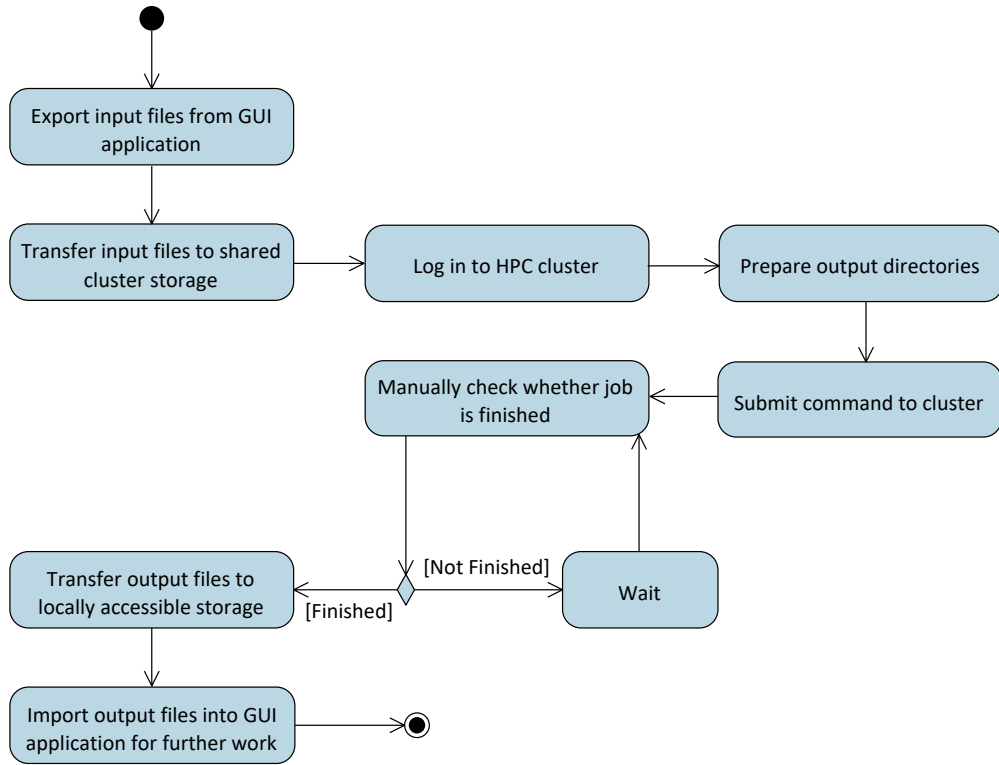 Export input files from GUI
application
Transfer input files to shared
cluster storage
Log in to HPC cluster
Prepare output directories
Submit command to cluster
Manually check whether job
is finished
[Not Finished]
Wait
[Finished]
Transfer output files to
locally accessible storage
Import output files into GUI
application for further work